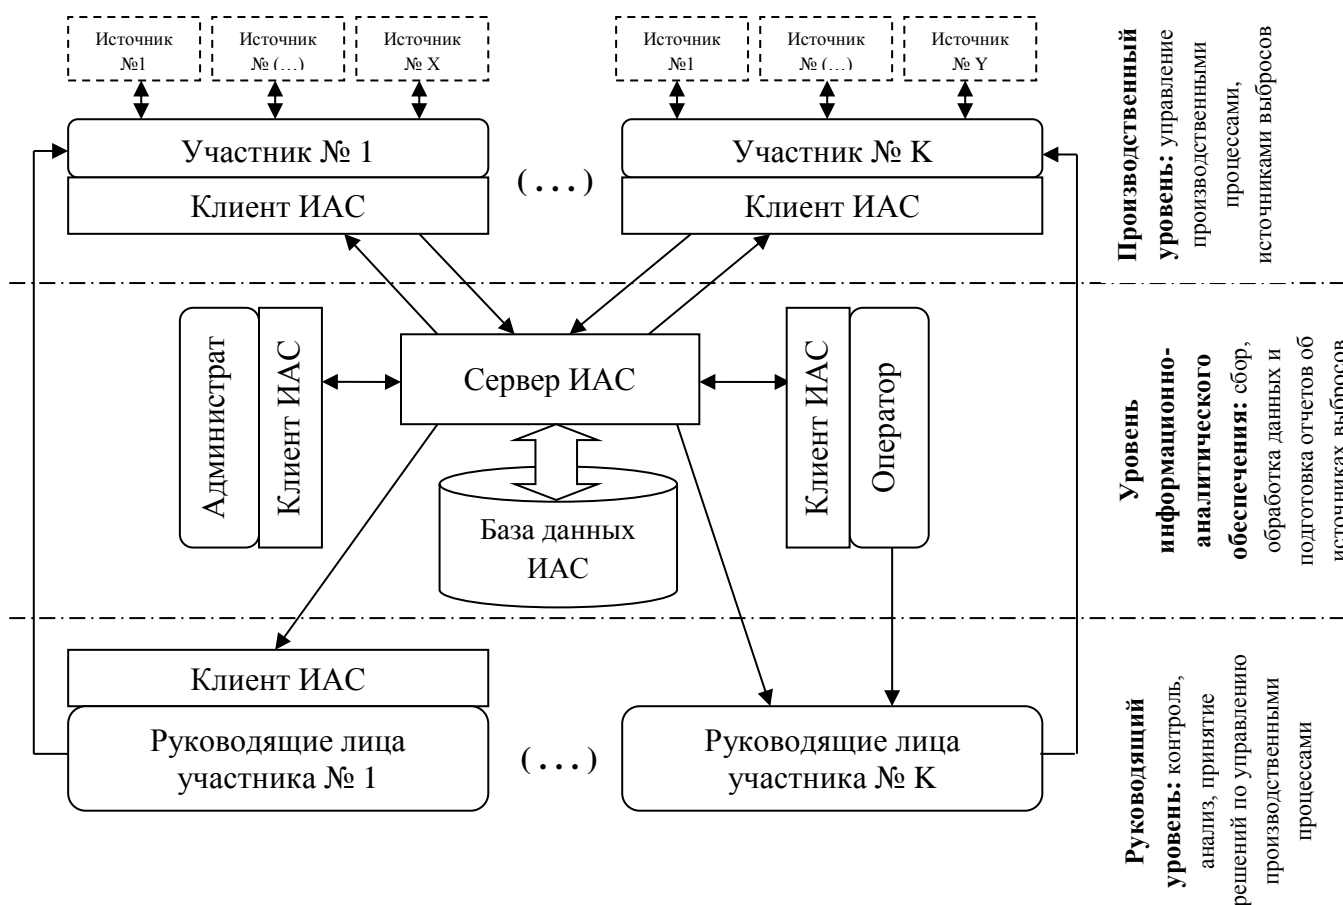 Источник
№1
Источник
№ (…)
Источник
№ X
Источник
№1
Источник
№ (…)
Источник
№ Y
Участник № 1
Клиент ИАС
(...)
Участник № K
Клиент ИАС
Производственный
уровень: управление
производственными
процессами,
источниками выбросов
Администрат
Клиент ИАС
Сервер ИАС
Клиент ИАС
Оператор
База данных
ИАС
Уровень
информационно-
аналитического
обеспечения: сбор,
обработка данных и
подготовка отчетов об
источниках выбросов
Клиент ИАС
Руководящие лица
участника № 1
(...)
Руководящие лица
участника № K
Руководящий
уровень: контроль,
анализ, принятие
решений по управлению
производственными
процессами